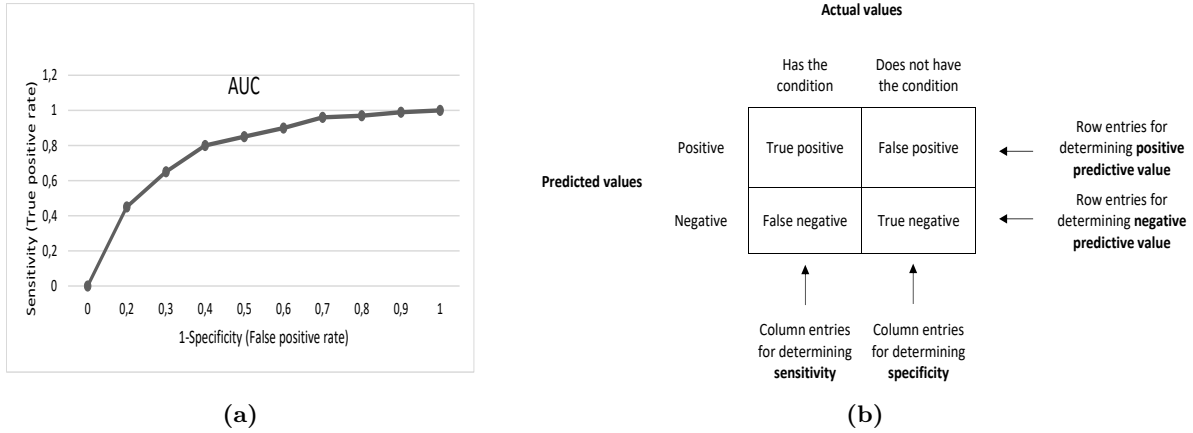 AUC
Sensitivity (True positive rate)
1,2
1
0,8
0,6
0,4
0,2
0
0 0,2 0,3 0,4 0,5 0,6 0,7 0,8 0,9 1
1-Specificity (False positive rate)
(a)
Actual values
Has the
condition
Does not have
the condition
Predicted values
Positive
True positive
False positive
Row entries for
determining positive
predictive value
Negative
False negative
True negative
Row entries for
determining negative
predictive value
Column entries
for determining
sensitivity
Column entries
for determining
specificity
(b)